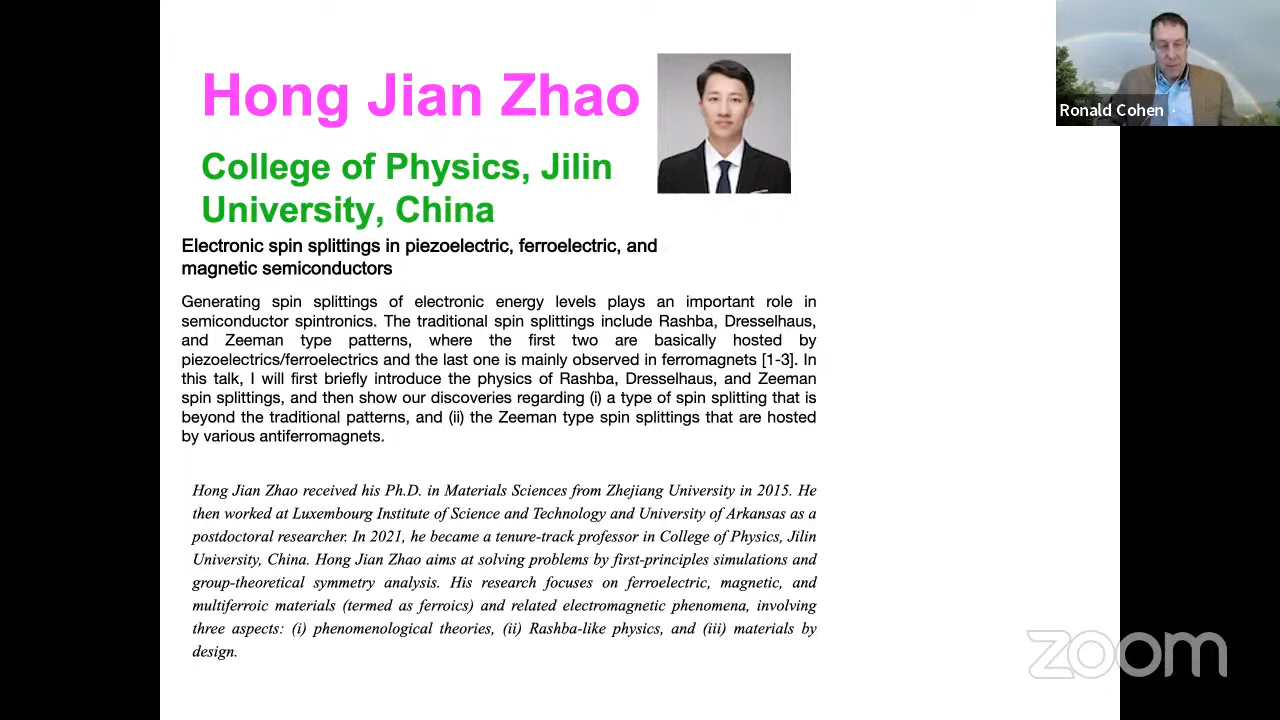 Hong Jian Zhao
College of Physics, Jilin
University, China
Electronic spin splittings in piezoelectric, ferroelectric, and
magnetic semiconductors
Generating spin splittings of electronic energy levels plays an important role in
semiconductor spintronics. The traditional spin splittings include Rashba, Dresselhaus,
and Zeeman type patterns, where the first two are basically hosted by
piezoelectrics/ferroelectrics and the last one is mainly observed in ferromagnets [1-3]. In
this talk, I will first briefly introduce the physics of Rashba, Dresselhaus, and Zeeman
spin splittings, and then show our discoveries regarding (i) a type of spin splitting that is
beyond the traditional patterns, and (ii) the Zeeman type spin splittings that are hosted
by various antiferromagnets.
Hong Jian Zhao received his Ph.D. in Materials Sciences from Zhejiang University in 2015. He
then worked at Luxembourg Institute of Science and Technology and University of Arkansas as a
postdoctoral researcher. In 2021, he became a tenure-track professor in College of Physics, Jilin
University, China. Hong Jian Zhao aims at solving problems by first-principles simulations and
group-theoretical symmetry analysis. His research focuses on ferroelectric, magnetic, and
multiferroic materials (termed as ferroics) and related electromagnetic phenomena, involving
three aspects: (i) phenomenological theories, (ii) Rashba-like physics, and (iii) materials by
design.
Ronald Cohen
zoom